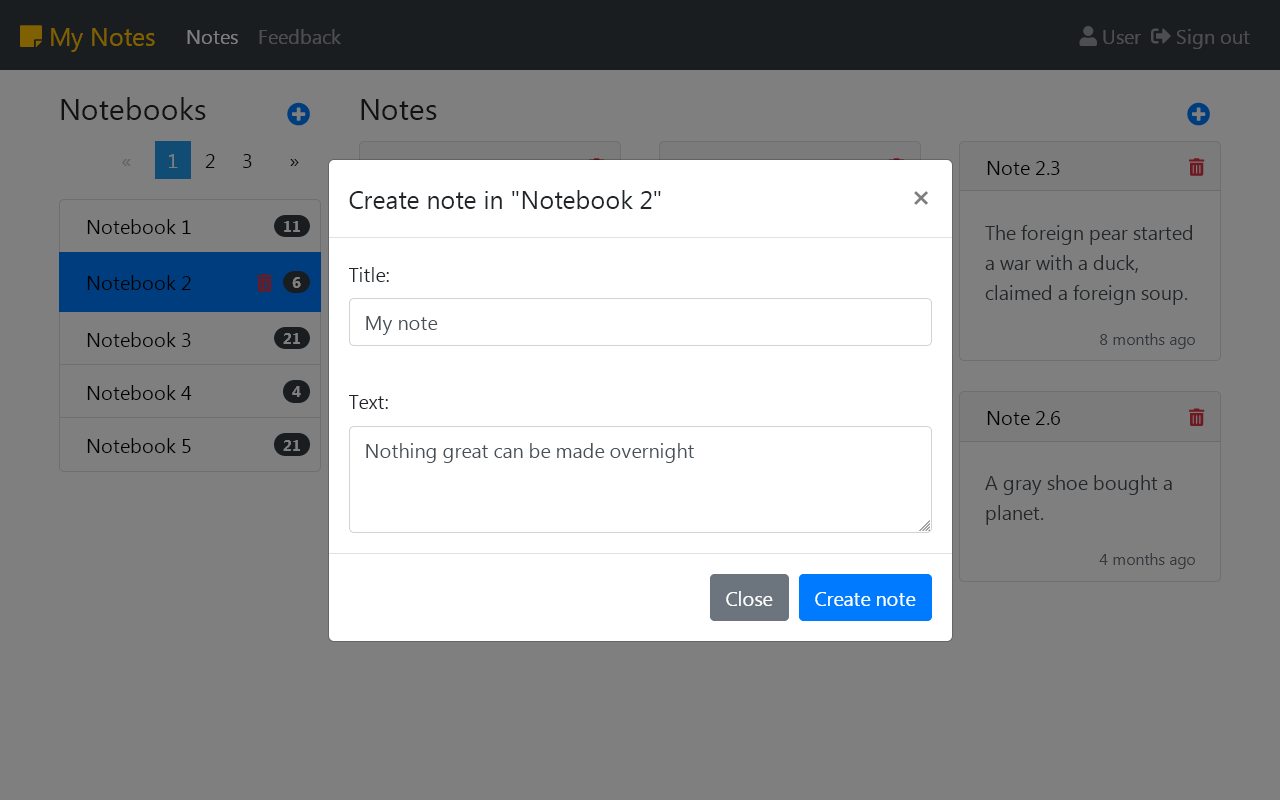 My Notes
Notes
Feedback
User
Sign out
Notebooks
Notes
«
1
2
3
»
Notebook 1
11
Notebook 2
6
Notebook 3
21
Notebook 4
4
Notebook 5
21
Create note in "Notebook 2"
×
Title:
My note
Text:
Nothing great can be made overnight
Close
Create note
Note 2.3
The foreign pear started
a war with a duck,
claimed a foreign soup.
8 months ago
Note 2.6
A gray shoe bought a
planet.
4 months ago